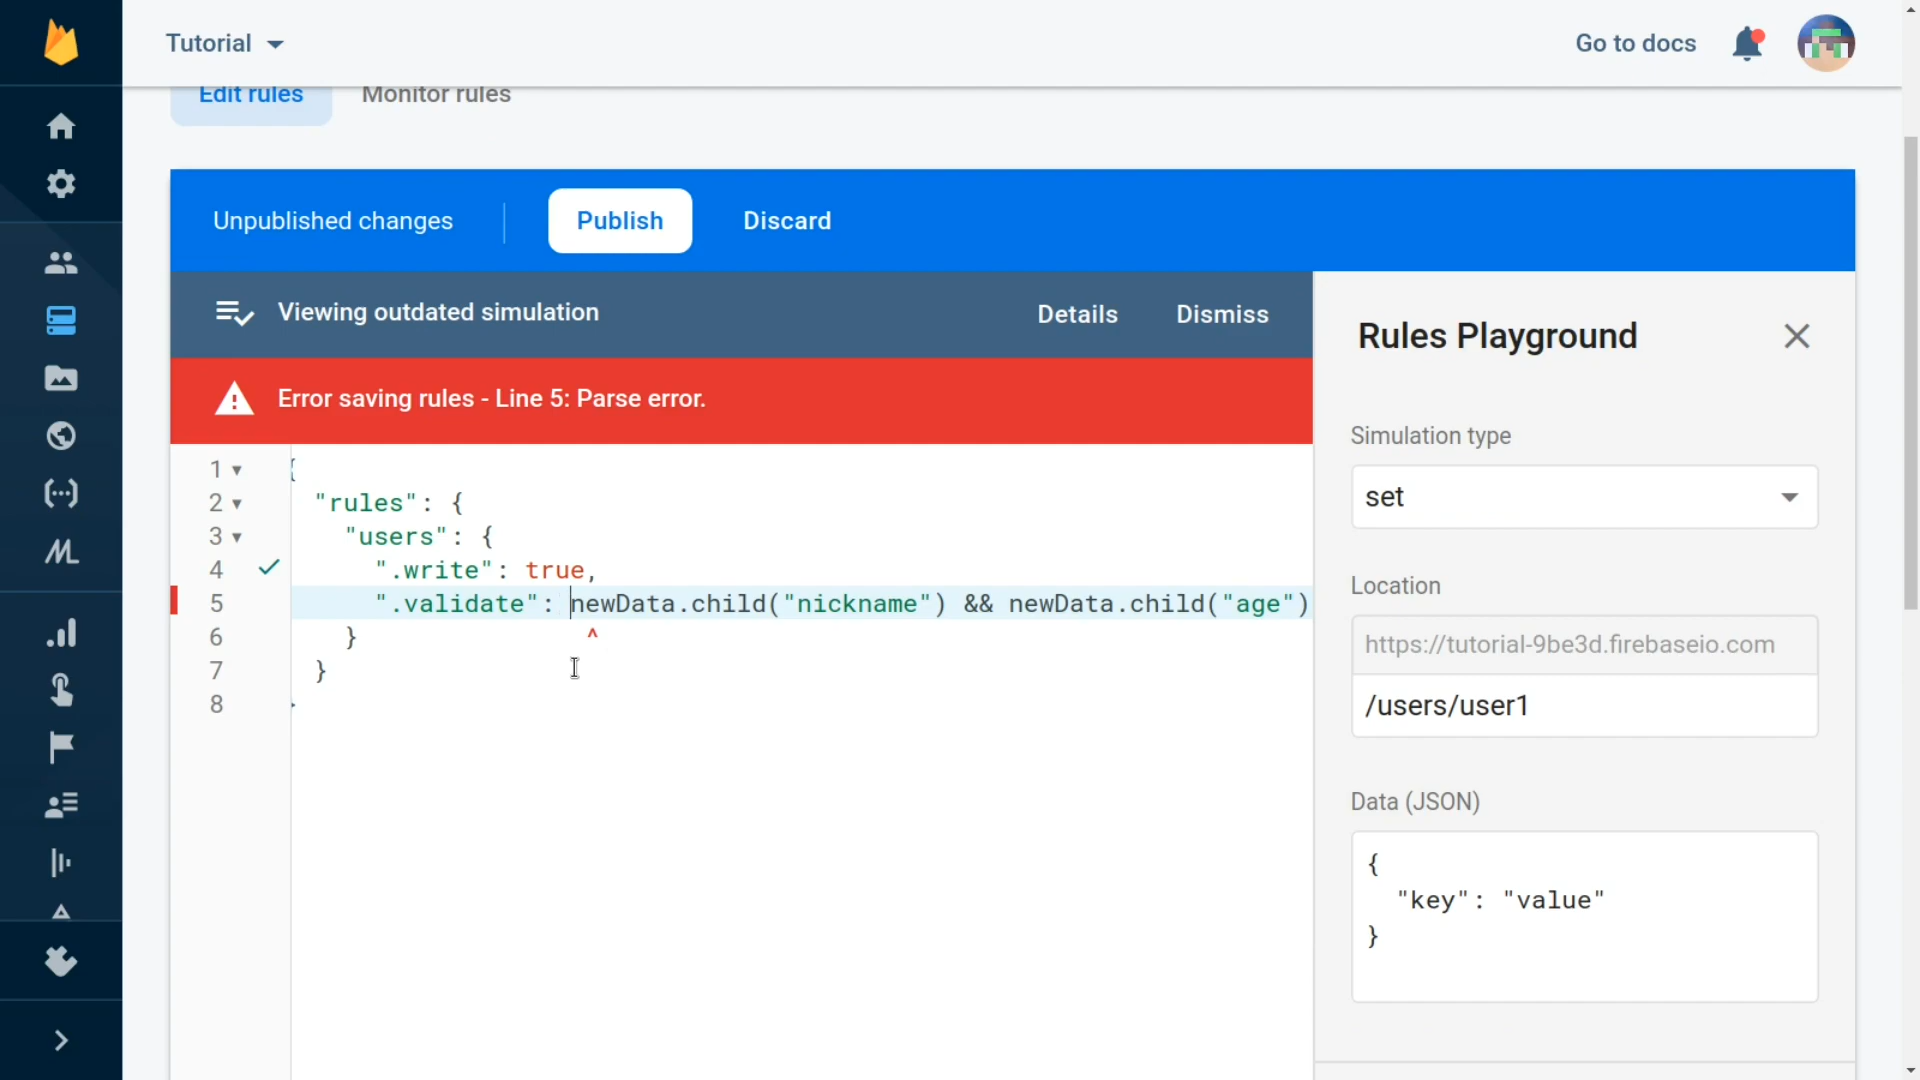 Tutorial
Go to docs
Edit rules
Monitor rules
Unpublished changes
Publish
Discard
Viewing outdated simulation
Details
Dismiss
Rules Playground
Error saving rules - Line 5: Parse error.
Simulation type
set
1 {
2 "rules": {
3 "users": {
4 ".write": true,
5 ".validate": newData.child("nickname") && newData.child("age")
6 }
^
7 }
8
Location
https://tutorial-9be3d.firebaseio.com
/users/user1
Data (JSON)
{
"key": "value"
}